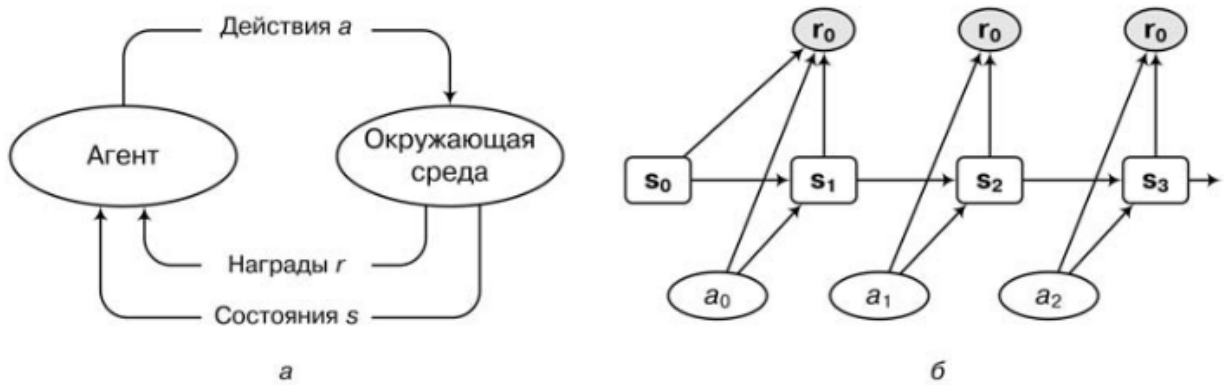 Действия a
Агент
Окружающая
среда
Награды r
Состояния s
а
r0 r0 r0
s0 s1 s2 s3
a0 a1 a2
б